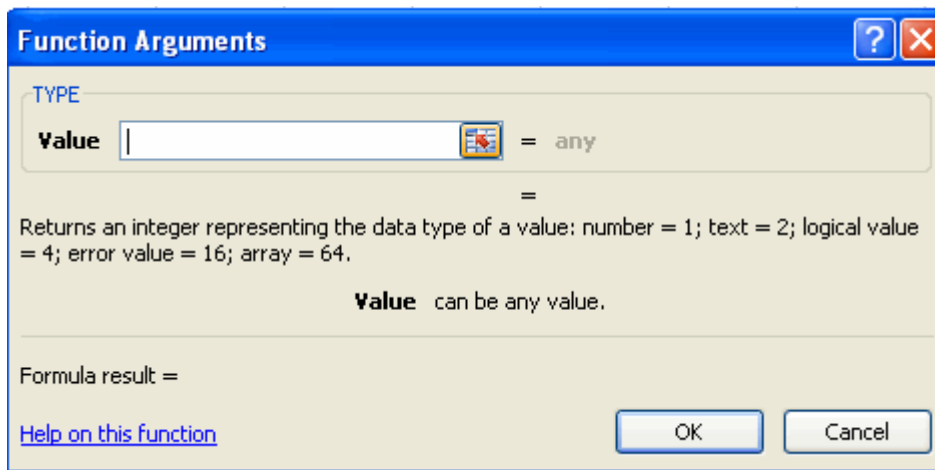 Function Arguments
TYPE
Value = any
=
Returns an integer representing the data type of a value: number = 1; text = 2; logical value
= 4; error value = 16; array = 64.
Value can be any value.
Formula result =
Help on this function OK Cancel